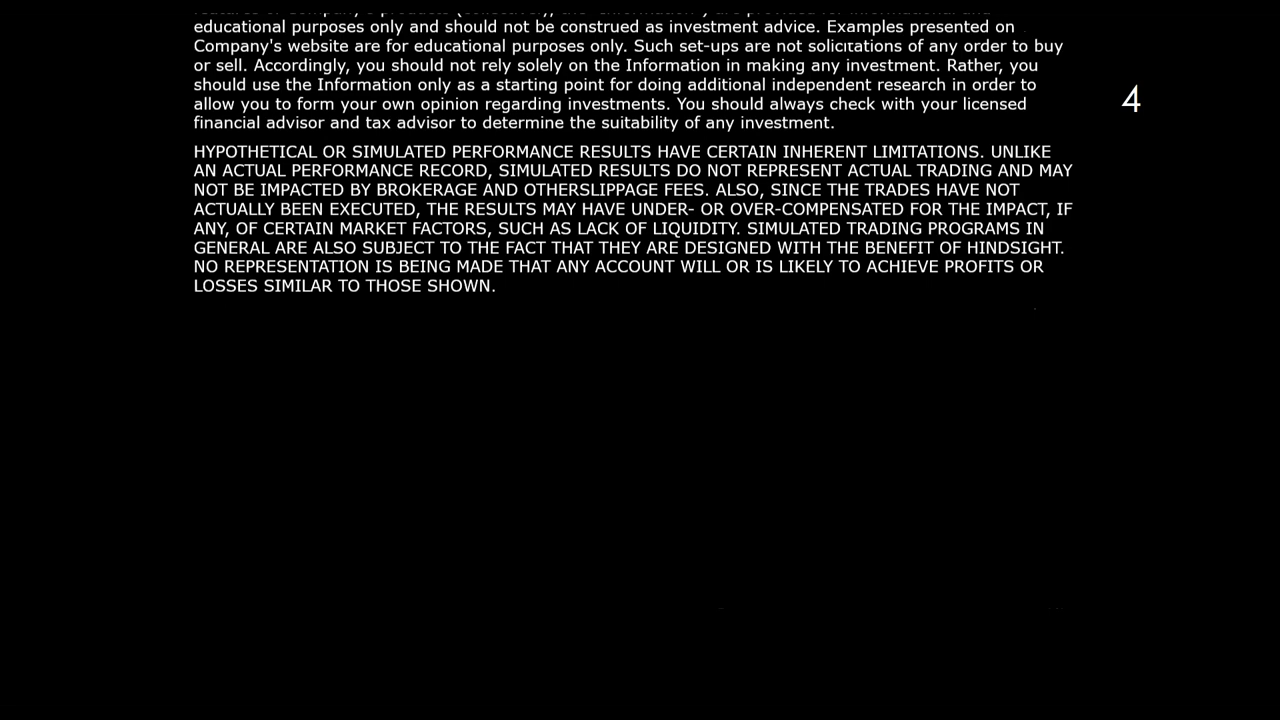 educational purposes only and should not be construed as investment advice. Examples presented on
Company's website are for educational purposes only. Such set-ups are not solicitations of any order to buy
or sell. Accordingly, you should not rely solely on the Information in making any investment. Rather, you
should use the Information only as a starting point for doing additional independent research in order to
allow you to form your own opinion regarding investments. You should always check with your licensed
financial advisor and tax advisor to determine the suitability of any investment.
HYPOTHETICAL OR SIMULATED PERFORMANCE RESULTS HAVE CERTAIN INHERENT LIMITATIONS. UNLIKE
AN ACTUAL PERFORMANCE RECORD, SIMULATED RESULTS DO NOT REPRESENT ACTUAL TRADING AND MAY
NOT BE IMPACTED BY BROKERAGE AND OTHERSLIPPAGE FEES. ALSO, SINCE THE TRADES HAVE NOT
ACTUALLY BEEN EXECUTED, THE RESULTS MAY HAVE UNDER- OR OVER-COMPENSATED FOR THE IMPACT, IF
ANY, OF CERTAIN MARKET FACTORS, SUCH AS LACK OF LIQUIDITY. SIMULATED TRADING PROGRAMS IN
GENERAL ARE ALSO SUBJECT TO THE FACT THAT THEY ARE DESIGNED WITH THE BENEFIT OF HINDSIGHT.
NO REPRESENTATION IS BEING MADE THAT ANY ACCOUNT WILL OR IS LIKELY TO ACHIEVE PROFITS OR
LOSSES SIMILAR TO THOSE SHOWN.
4